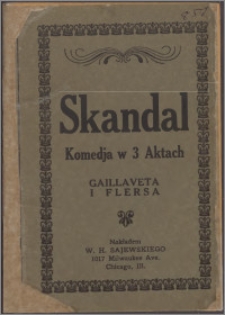 Skandal
Komedja w 3 Aktach
GAILLAVETA
I FLERSA
Nakładem
W. H. SAJEWSKIEGO
1017 Milwaukee Ave.
Chicago, Ill.